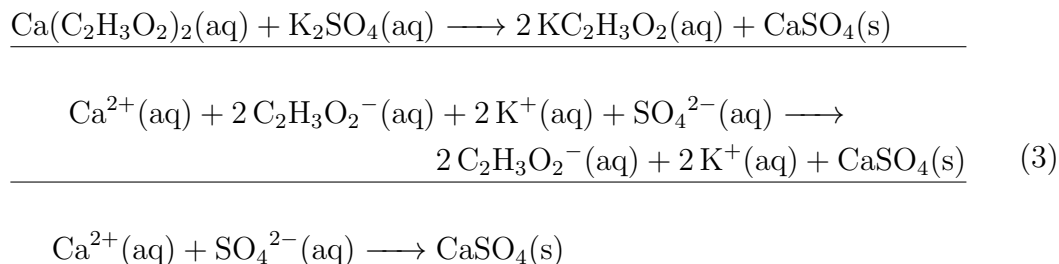 Ca(C₂H₃O₂)₂(aq) + K₂SO₄(aq) ⟶ 2 KC₂H₃O₂(aq) + CaSO₄(s)
Ca²⁺(aq) + 2 C₂H₃O₂⁻(aq) + 2 K⁺(aq) + SO₄²⁻(aq) ⟶
2 C₂H₃O₂⁻(aq) + 2 K⁺(aq) + CaSO₄(s) (3)
Ca²⁺(aq) + SO₄²⁻(aq) ⟶ CaSO₄(s)